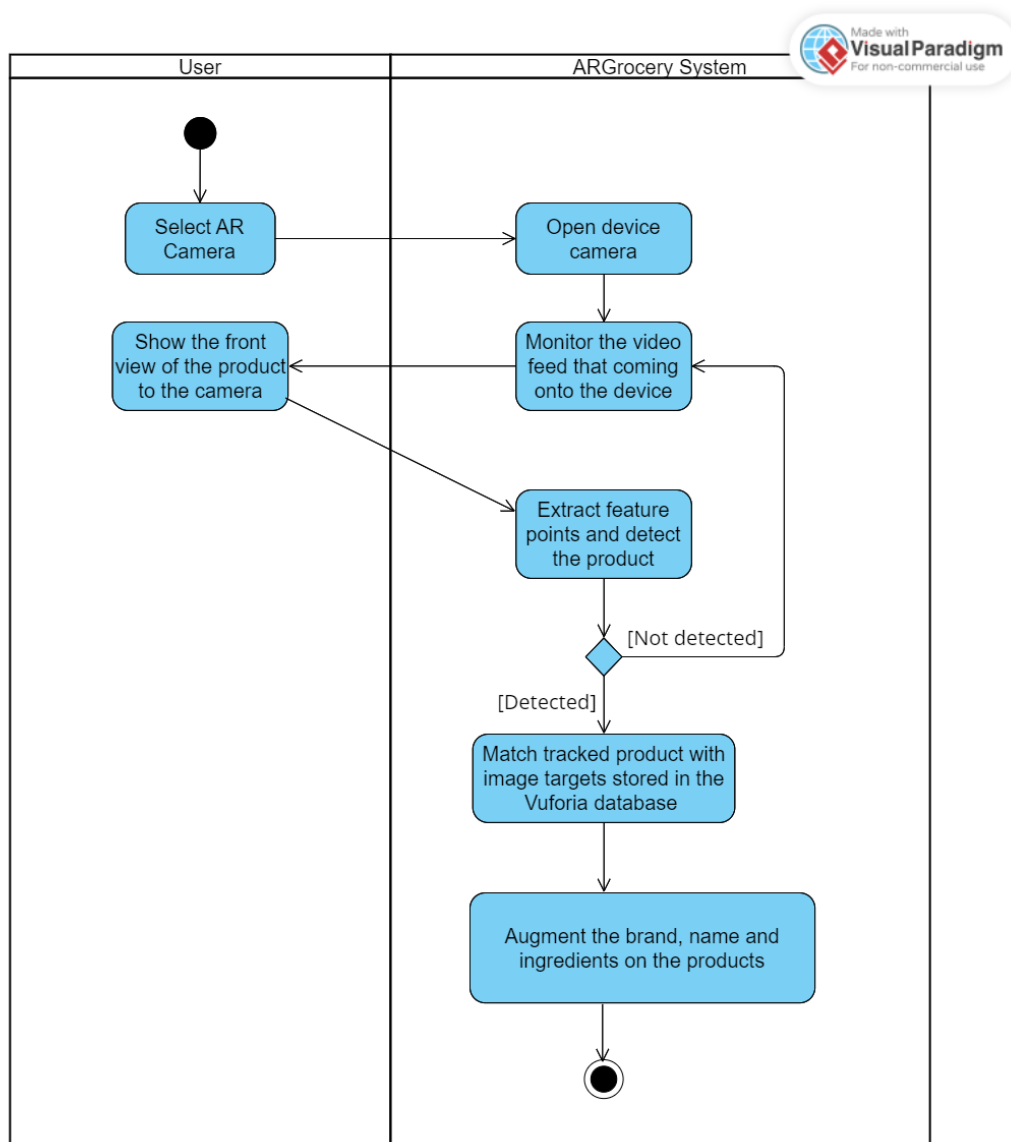 Made with
Visual Paradigm
For non-commercial use
User
ARGrocery System
Select AR
Camera
Open device
camera
Show the front
view of the product
to the camera
Monitor the video
feed that coming
onto the device
Extract feature
points and detect
the product
[Not detected]
[Detected]
Match tracked product with
image targets stored in the
Vuforia database
Augment the brand, name and
ingredients on the products